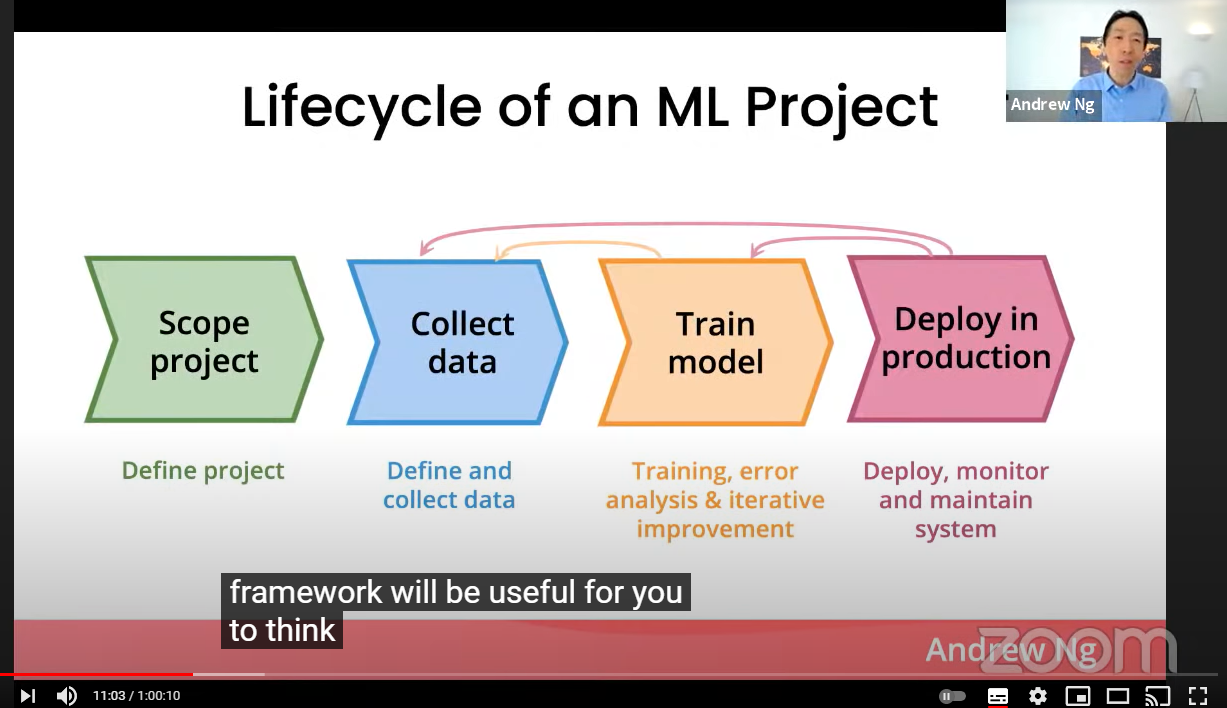 Lifecycle of an ML Project
Andrew Ng
Scope
project
Collect
data
Train
model
Deploy in
production
Define project
Define and
collect data
Training, error
analysis & iterative
improvement
Deploy, monitor
and maintain
system
framework will be useful for you
to think
Andrew Ng
zoom
11:03 / 1:00:10